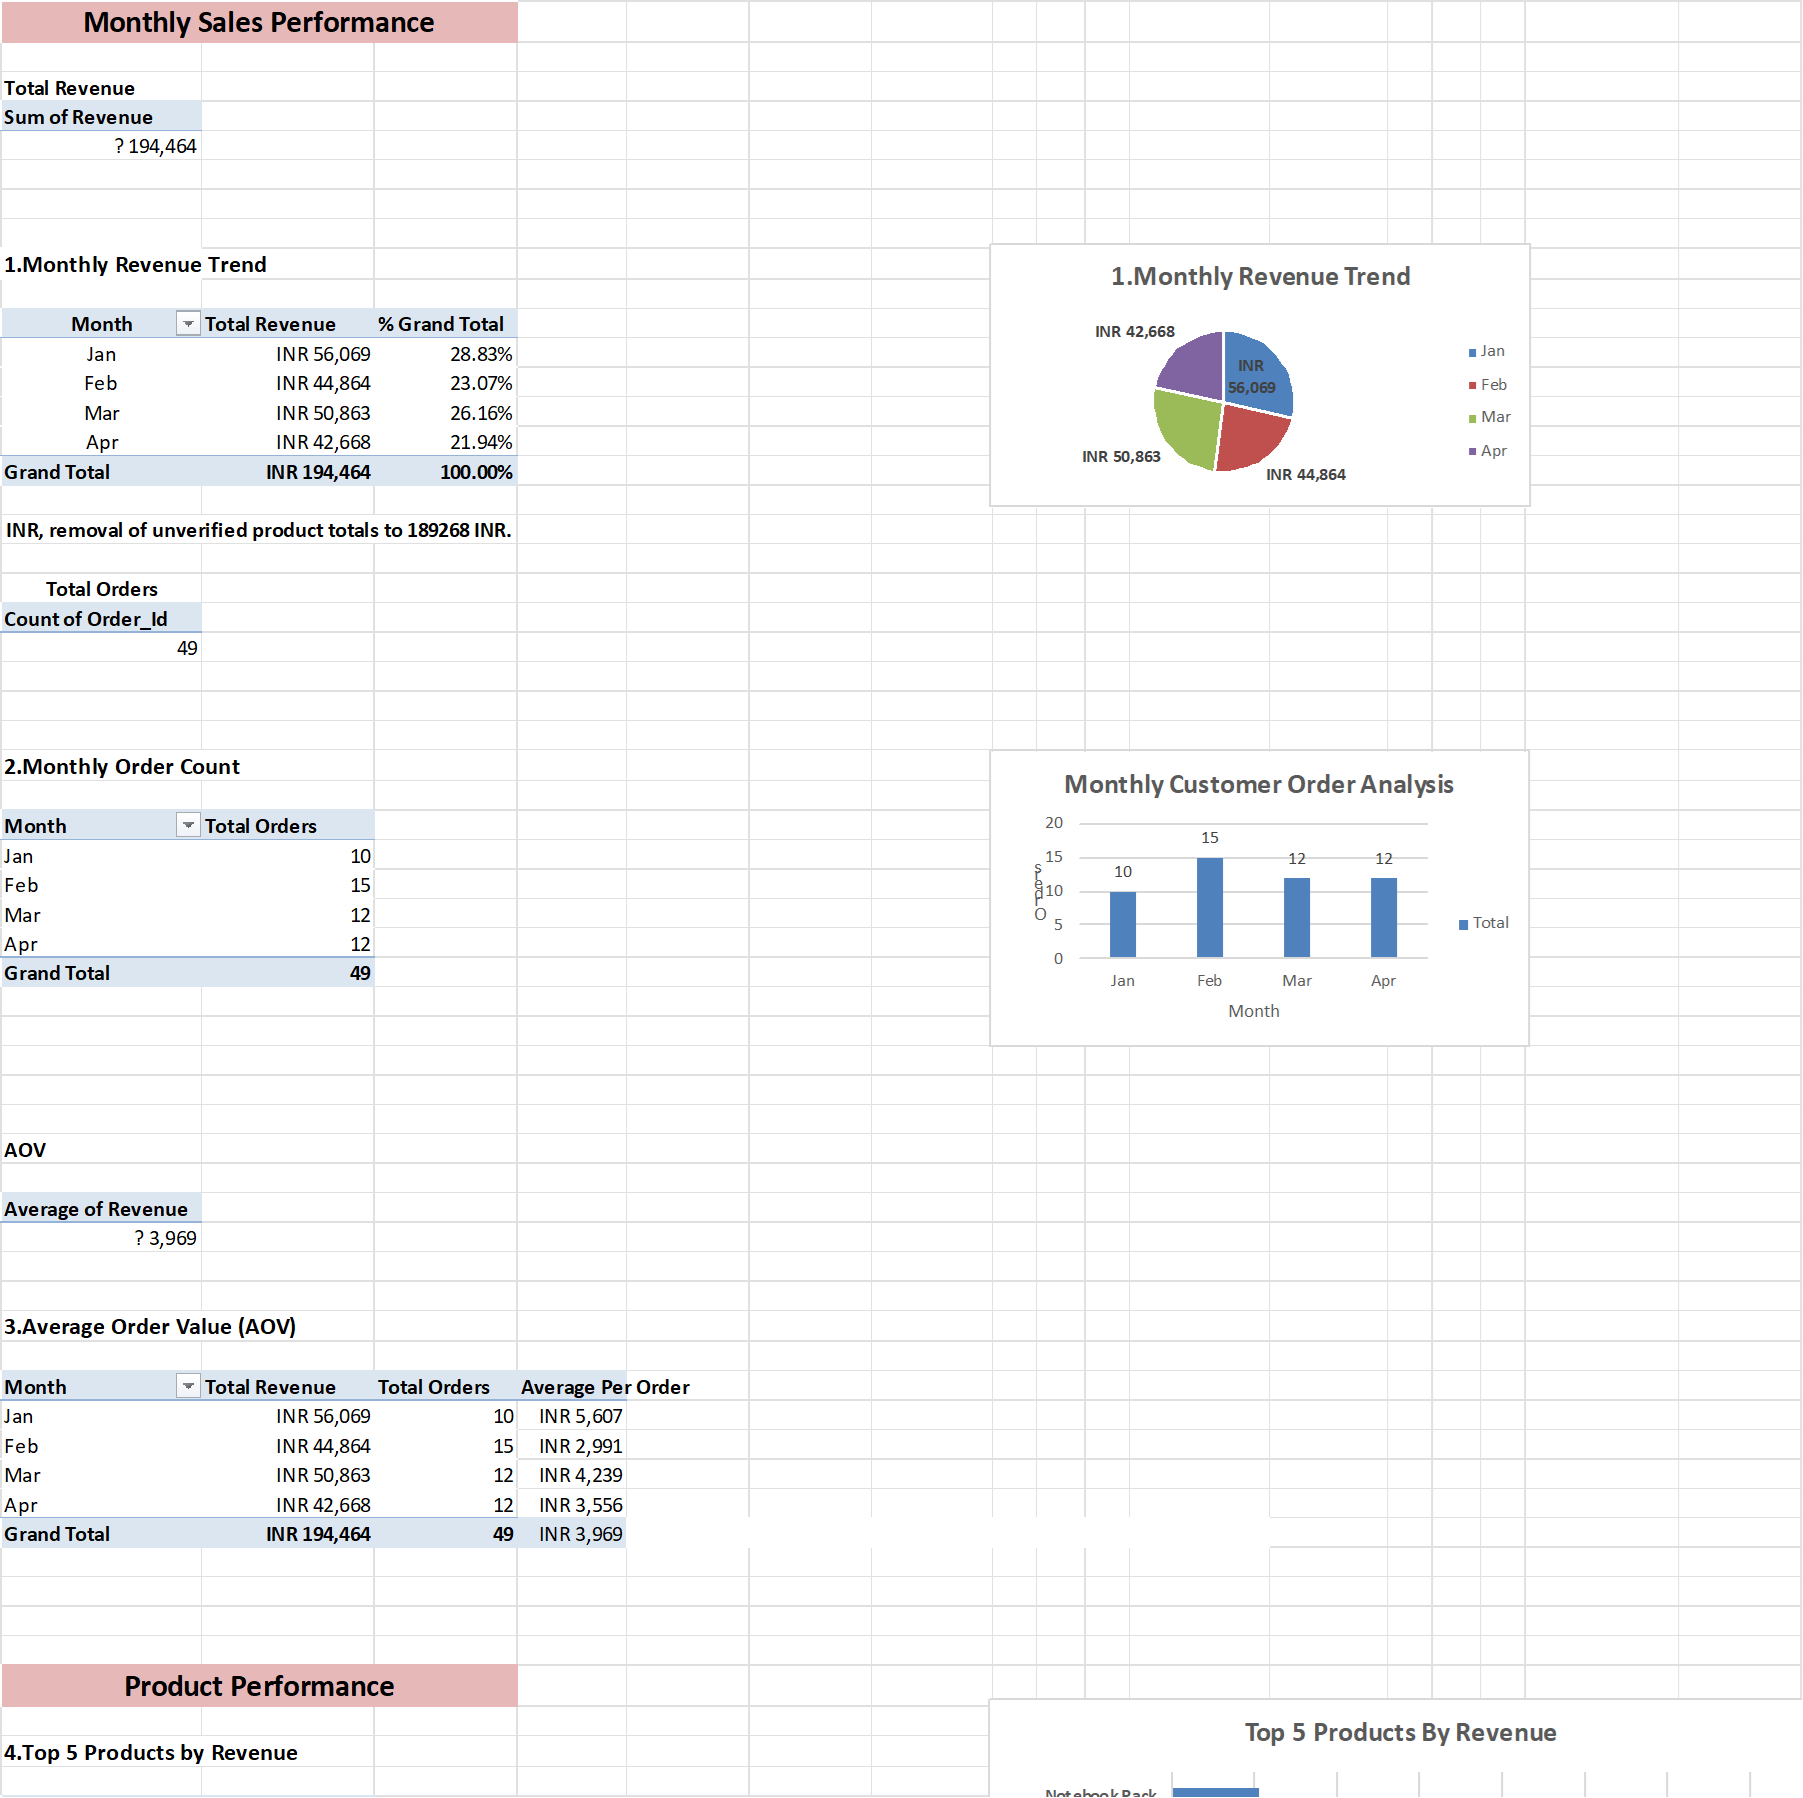 Monthly Sales Performance
Total Revenue
Sum of Revenue
? 194,464
1.Monthly Revenue Trend
Month Total Revenue % Grand Total
Jan INR 56,069 28.83%
Feb INR 44,864 23.07%
Mar INR 50,863 26.16%
Apr INR 42,668 21.94%
Grand Total INR 194,464 100.00%
1.Monthly Revenue Trend
INR 42,668
INR
56,069
INR 50,863
INR 44,864
Jan
Feb
Mar
Apr
INR, removal of unverified product totals to 189268 INR.
Total Orders
Count of Order_Id
49
2.Monthly Order Count
Month Total Orders
Jan 10
Feb 15
Mar 12
Apr 12
Grand Total 49
Monthly Customer Order Analysis
20
15
10
5
0
Orders
10
15
12
12
Jan Feb Mar Apr
Month
Total
AOV
Average of Revenue
? 3,969
3.Average Order Value (AOV)
Month Total Revenue Total Orders Average Per Order
Jan INR 56,069 10 INR 5,607
Feb INR 44,864 15 INR 2,991
Mar INR 50,863 12 INR 4,239
Apr INR 42,668 12 INR 3,556
Grand Total INR 194,464 49 INR 3,969
Product Performance
4.Top 5 Products by Revenue
Top 5 Products By Revenue
Notebook Pack